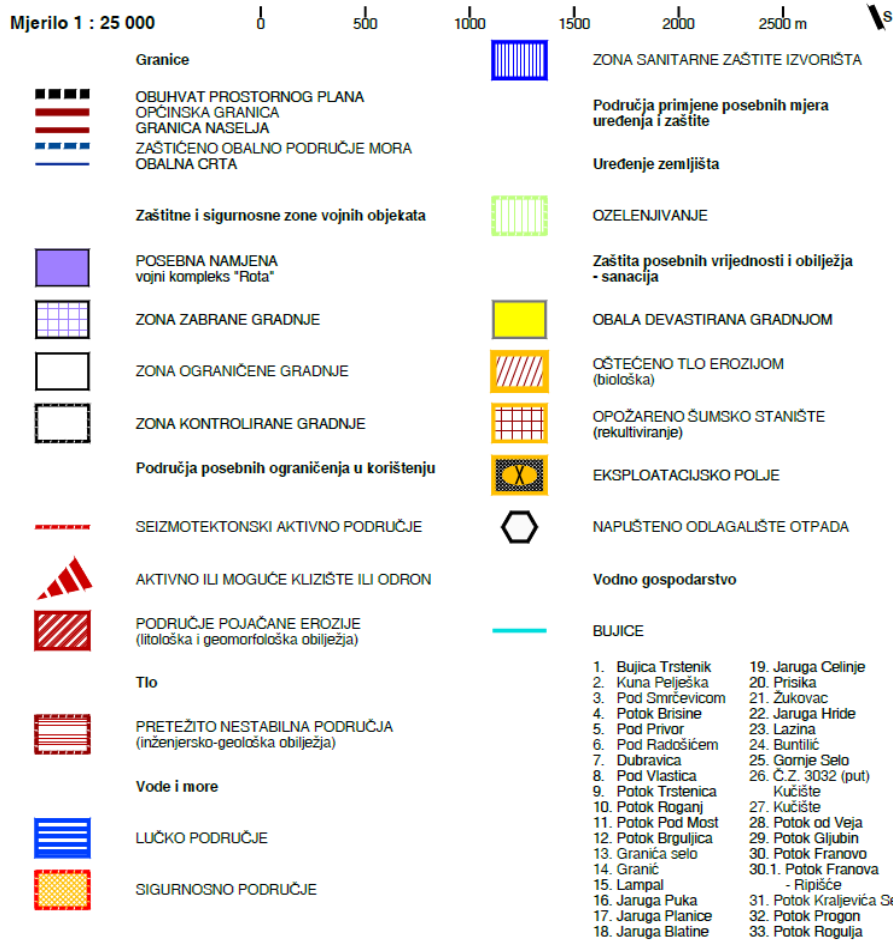 Mjerilo 1 : 25 000
0 500 1000 1500 2000 2500 m
S
Granice
OBUHVAT PROSTORNOG PLANA
OPĆINSKA GRANICA
GRANICA NASELJA
ZAŠTIĆENO OBALNO PODRUČJE MORA
OBALNA CRTA
Zaštitne i sigurnosne zone vojnih objekata
POSEBNA NAMJENA
vojni kompleks "Rota"
ZONA ZABRANE GRADNJE
ZONA OGRANIČENE GRADNJE
ZONA KONTROLIRANE GRADNJE
Područja posebnih ograničenja u korištenju
SEIZMOTEKTONSKI AKTIVNO PODRUČJE
AKTIVNO ILI MOGUĆE KLIZIŠTE ILI ODRON
PODRUČJE POJAČANE EROZIJE
(litološka i geomorfološka obilježja)
Tlo
PRETEŽITO NESTABILNA PODRUČJA
(inženjersko-geološka obilježja)
Vode i more
LUČKO PODRUČJE
SIGURNOSNO PODRUČJE
ZONA SANITARNE ZAŠTITE IZVORIŠTA
Područja primjene posebnih mjera
uređenja i zaštite
Uređenje zemljišta
OZELENJIVANJE
Zaštita posebnih vrijednosti i obilježja
- sanacija
OBALA DEVASTIRANA GRADNJOM
OŠTEĆENO TLO EROZIJOM
(biološka)
OPOŽARENO ŠUMSKO STANIŠTE
(rekultiviranje)
X
EKSPLOATACIJSKO POLJE
NAPUŠTENO ODLAGALIŠTE OTPADA
Vodno gospodarstvo
BUJICE
1. Bujica Trstenik
2. Kuna Pelješka
3. Pod Smrčevicom
4. Potok Brisine
5. Pod Privor
6. Pod Radošićem
7. Dubravica
8. Pod Vlastica
9. Potok Trstenica
10. Potok Roganj
11. Potok Pod Most
12. Potok Brguljica
13. Granića selo
14. Granić
15. Lampal
16. Jaruga Puka
17. Jaruga Planice
18. Jaruga Blatine
19. Jaruga Celinje
20. Prisika
21. Žukovac
22. Jaruga Hride
23. Lazina
24. Buntilić
25. Gornje Selo
26. Č.Z. 3032 (put)
Kučište
27. Kučište
28. Potok od Veja
29. Potok Gljubin
30. Potok Franovo
30.1. Potok Franova
- Ripišće
31. Potok Kraljevića Se
32. Potok Progon
33. Potok Rogulja